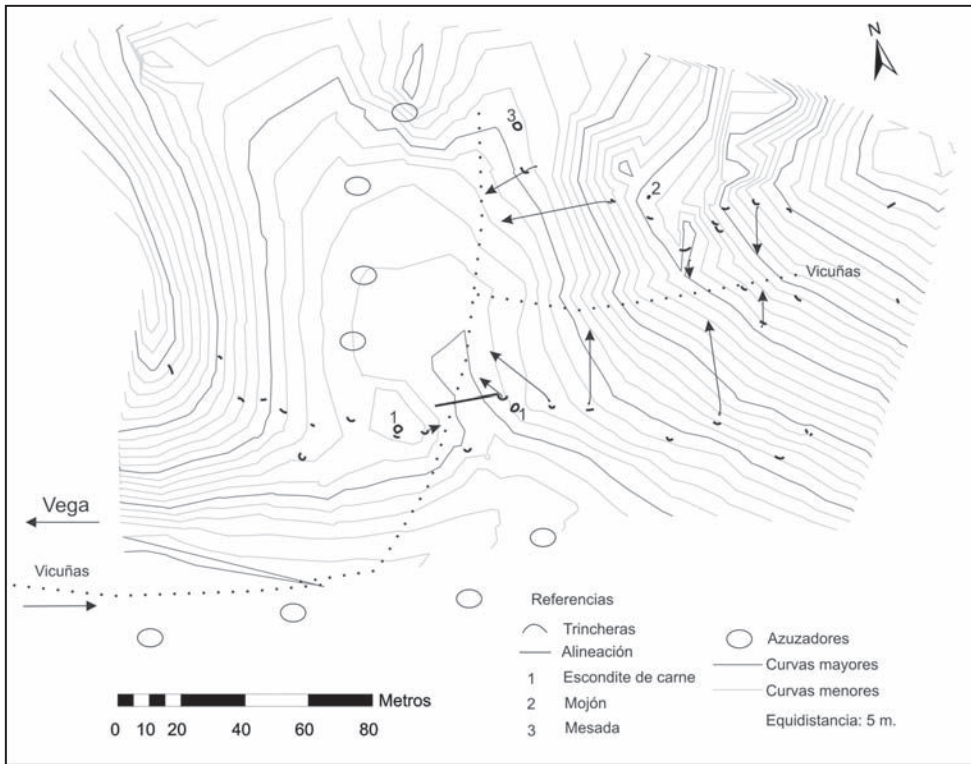 N
3
2
Vicuñas
1
1
Vega
Vicuñas
Referencias
Trincheras
Alineación
1 Escondite de carne
2 Mojón
3 Mesada
Azuzadores
Curvas mayores
Curvas menores
Equidistancia: 5 m.
Metros
0 10 20 40 60 80